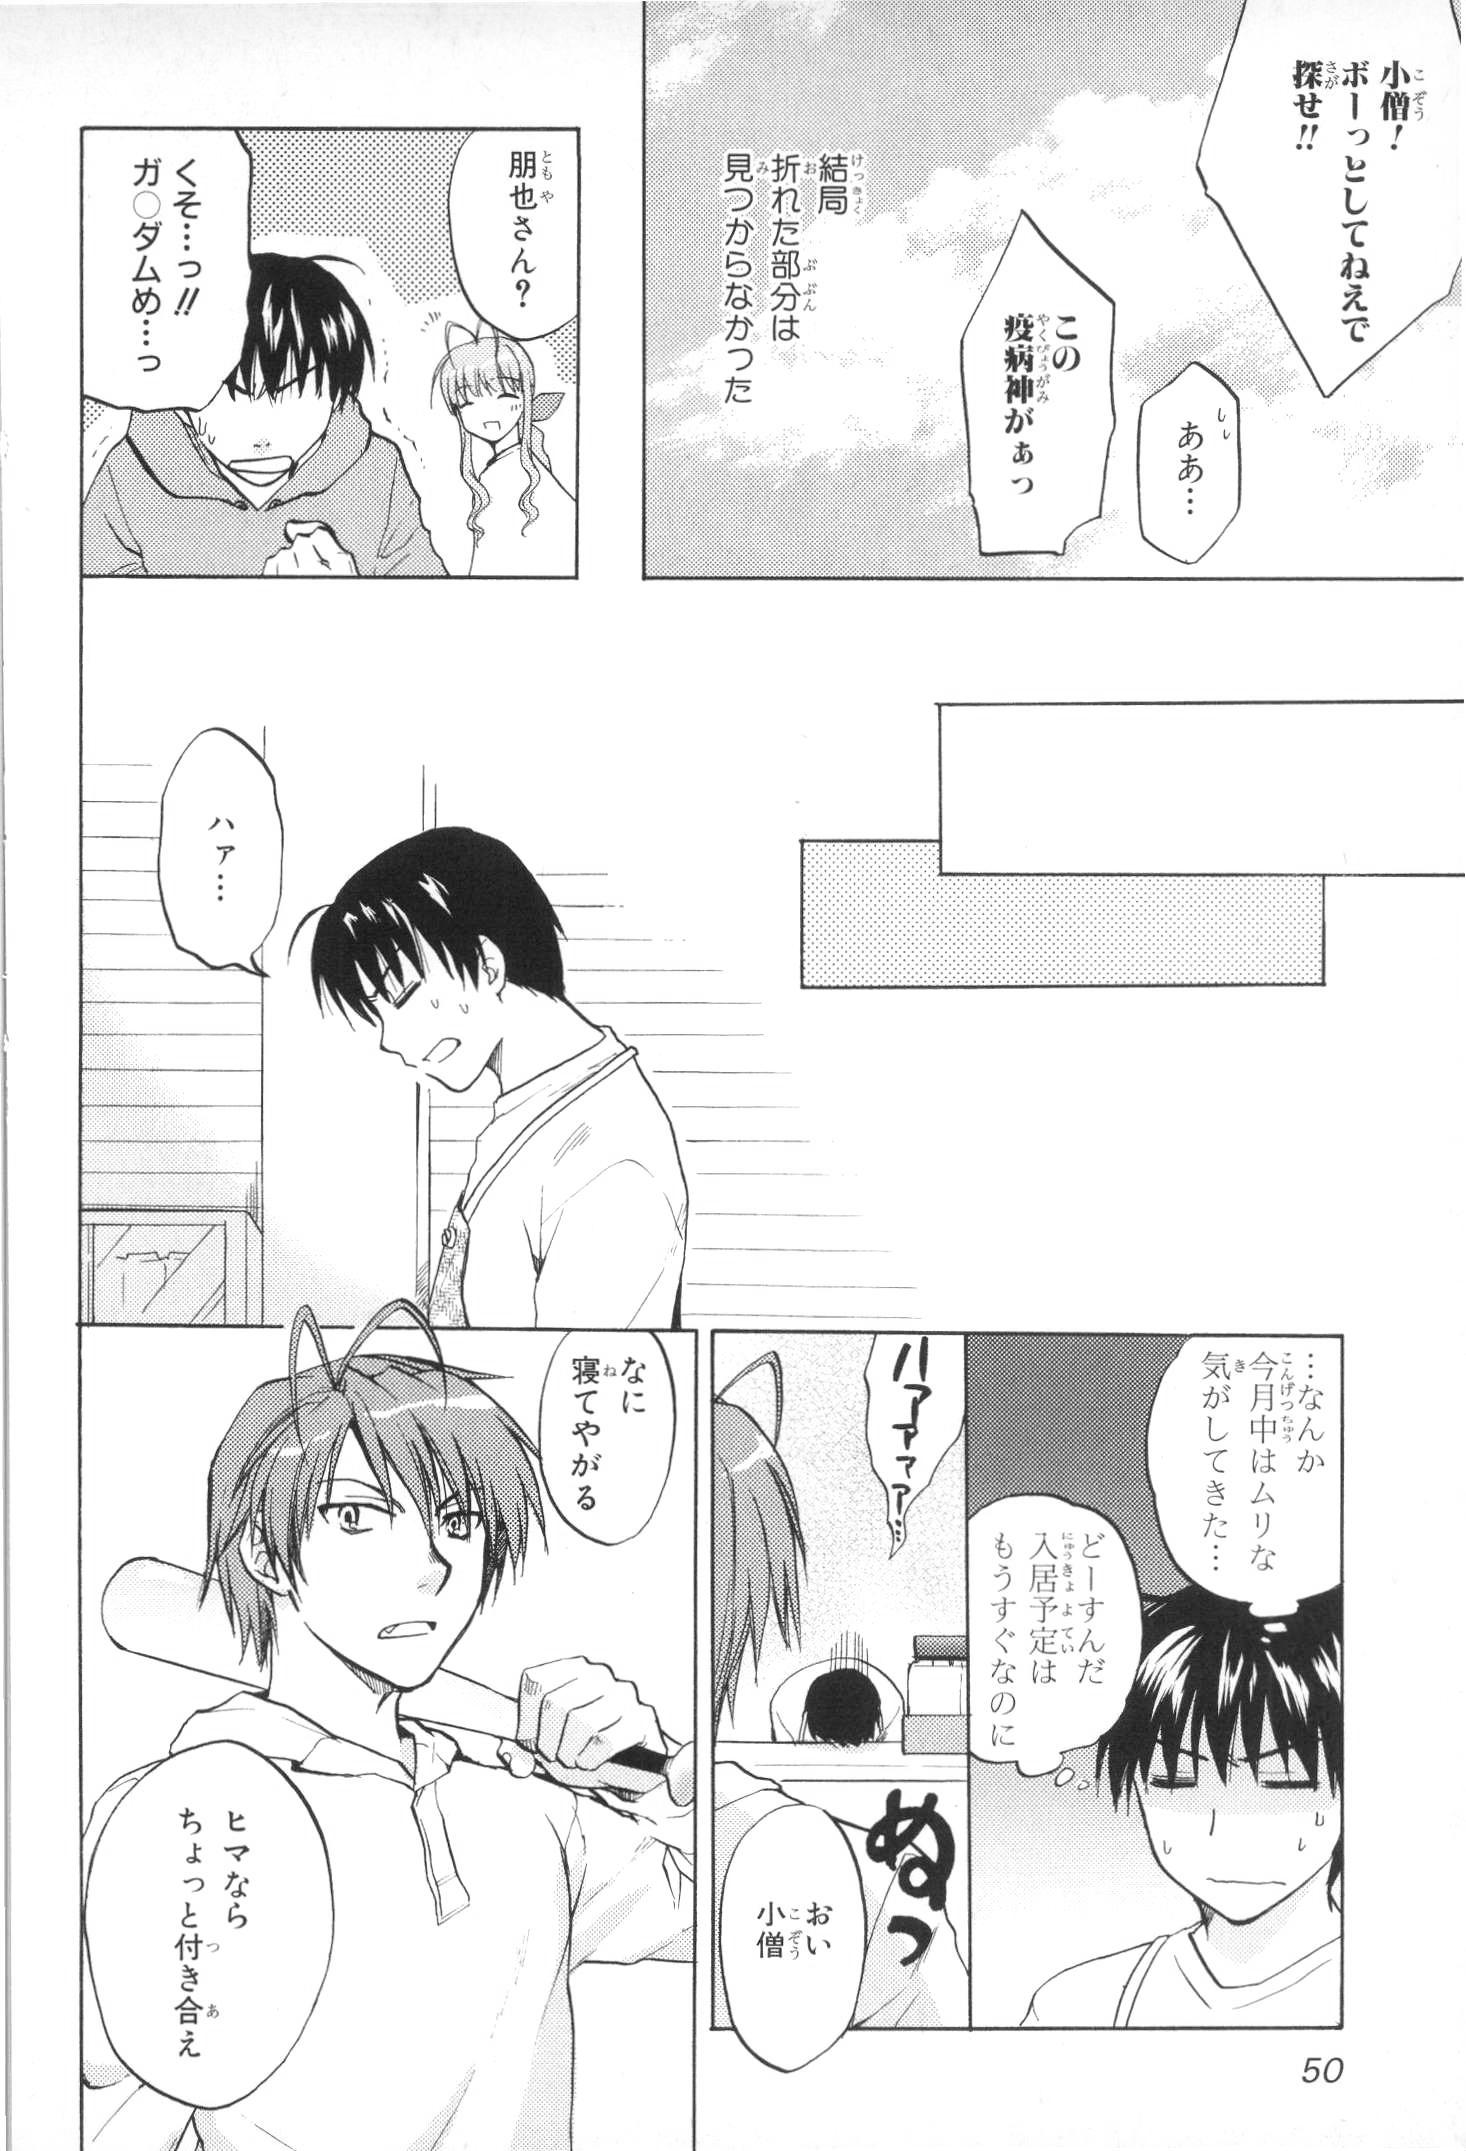 小僧！
ボーっとしてねえで
探せ!!
ああ…
この
疫病神がぁっ
結局
折れた部分は
見つからなかった
朋也さん？
くそ…っ!!
ガ○ダムめ…っ
ハァ…
…なんか
今月中はムリな
気がしてきた…
どーすんだ
入居予定は
もうすぐなのに
ハァーァァァ…
ぬっ
おい
小僧
なに
寝てやがる
ヒマなら
ちょっと付き合え
50